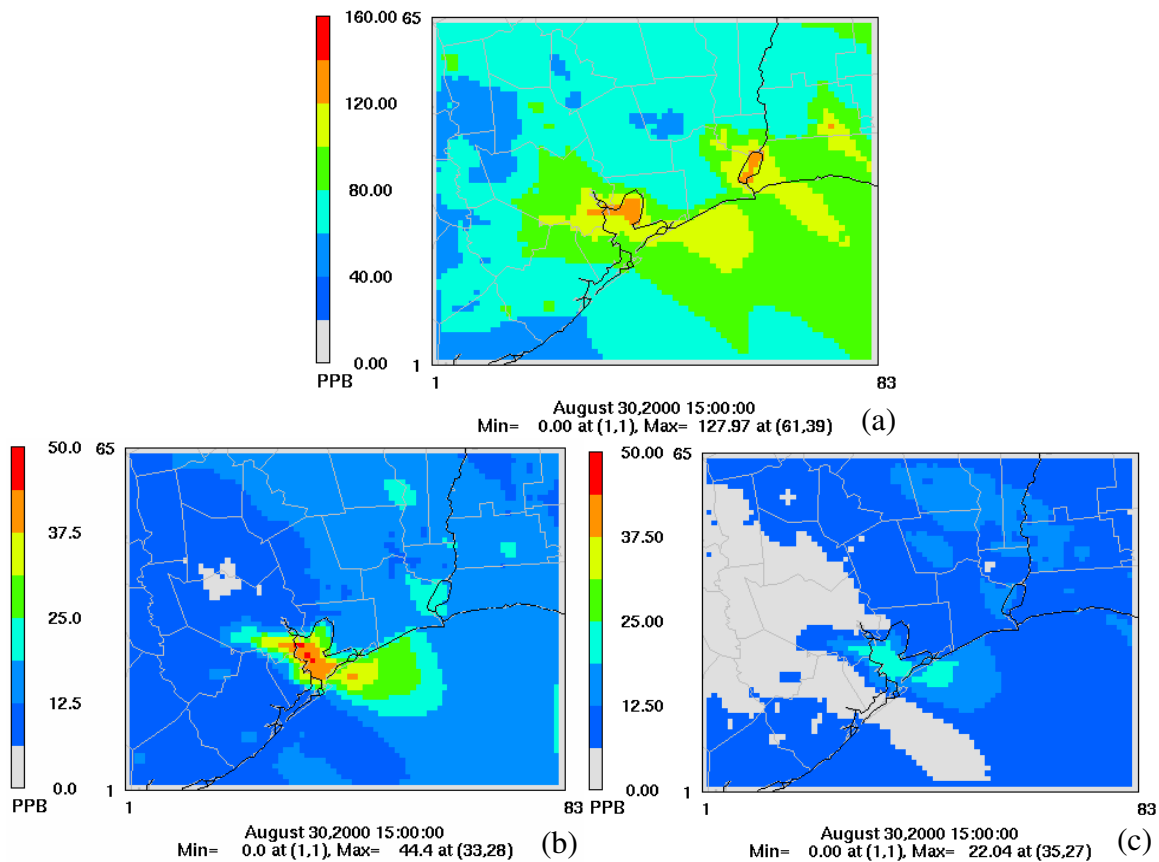 160.00
120.00
80.00
40.00
0.00
PPB
65
1
1
83
August 30,2000 15:00:00
Min= 0.00 at (1,1), Max= 127.97 at (61,39)
(a)
50.0
37.5
25.0
12.5
0.0
PPB
65
1
1
83
August 30,2000 15:00:00
Min= 0.0 at (1,1), Max= 44.4 at (33,28)
(b)
50.00
37.50
25.00
12.50
0.00
PPB
65
1
1
83
August 30,2000 15:00:00
Min= 0.00 at (1,1), Max= 22.04 at (35,27)
(c)